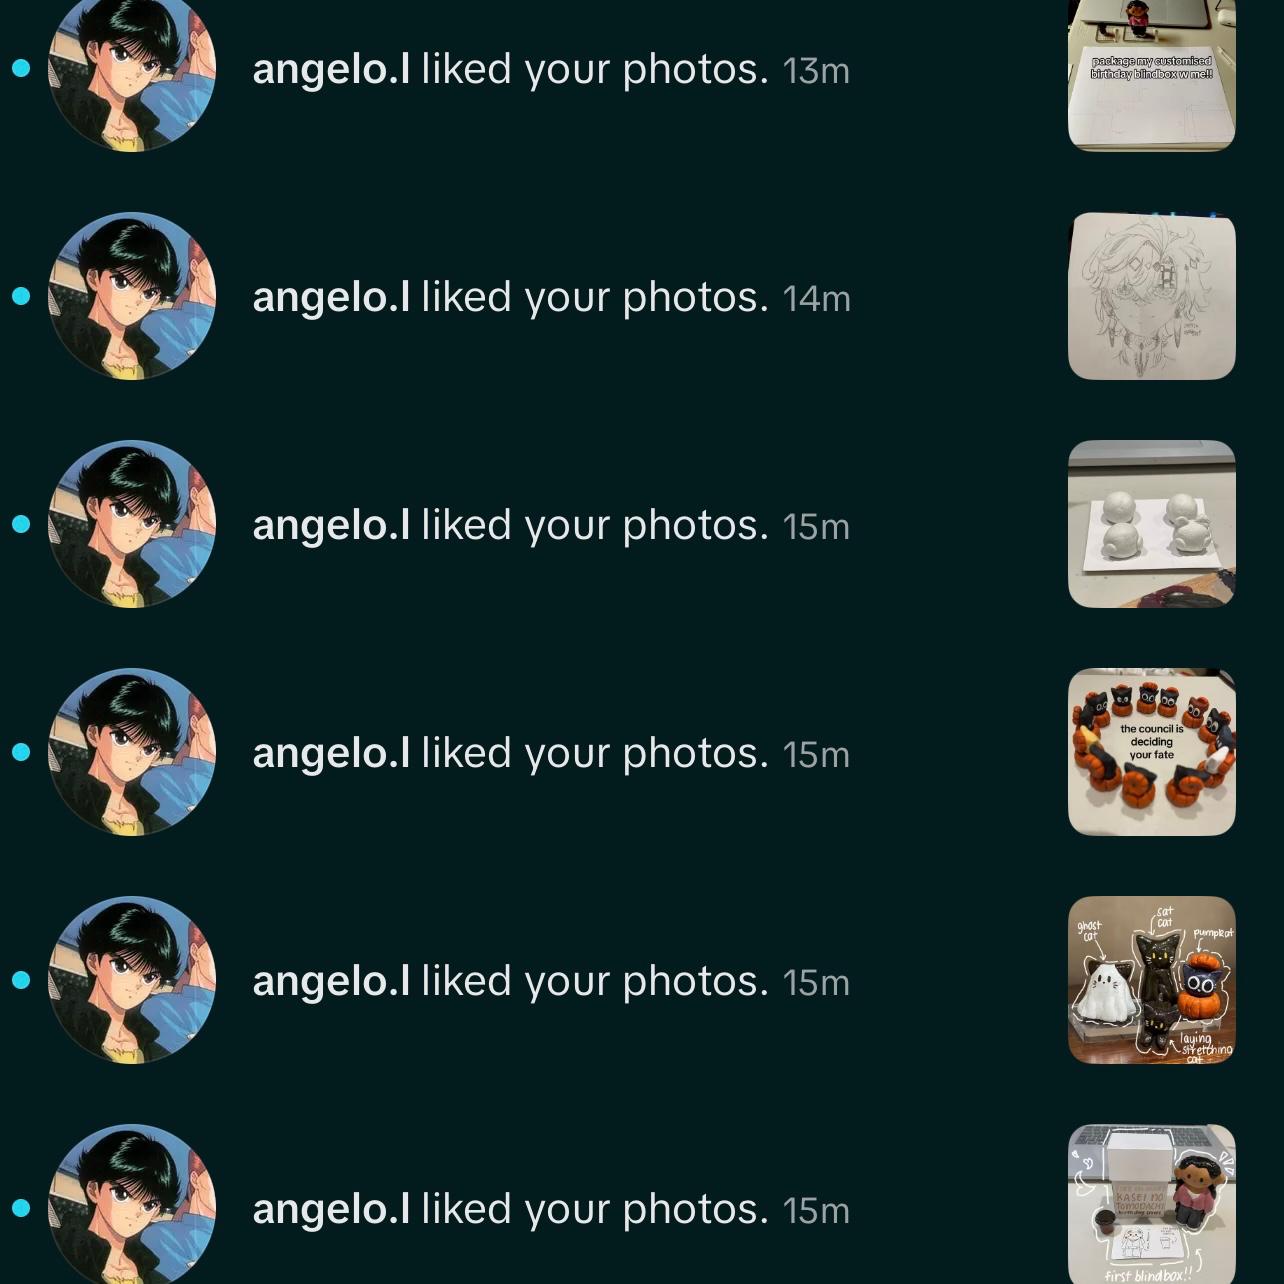 angelo.l liked your photos. 13m
package my customised
birthday blindbox w me!!
angelo.l liked your photos. 14m
angelo.l liked your photos. 15m
angelo.l liked your photos. 15m
the council is
deciding
your fate
angelo.l liked your photos. 15m
ghost
cat
sat
cat
pumpkat
laying
stretching
cat
angelo.l liked your photos. 15m
KASEI NO
TOMODACHI
first blindbox!!